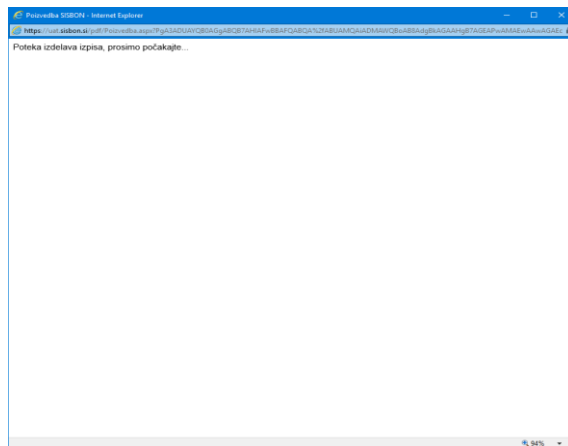 Poizvedba SISBON - Internet Explorer
Poteka izdelava izpisa, prosimo počakajte...
94%